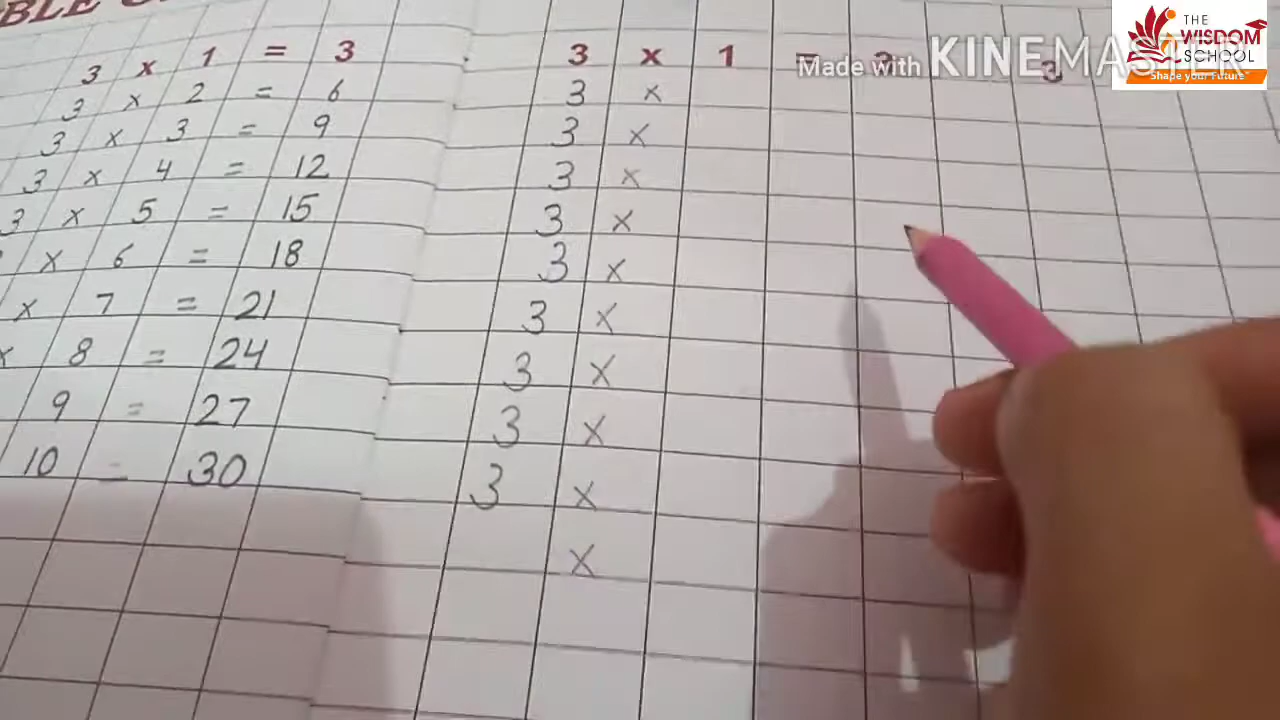 BLE
3 x 1 = 3
3 x 2 = 6
3 x 3 = 9
3 x 4 = 12
3 x 5 = 15
x 6 = 18
x 7 = 21
x 8 = 24
9 = 27
10 = 30
3 x 1 =
3 x
3 x
3 x
3 x
3 x
3 x
3 x
3 x
3 x
x
3
Made with KINEMASTER
THE
WISDOM
SCHOOL
"Shape your Future"